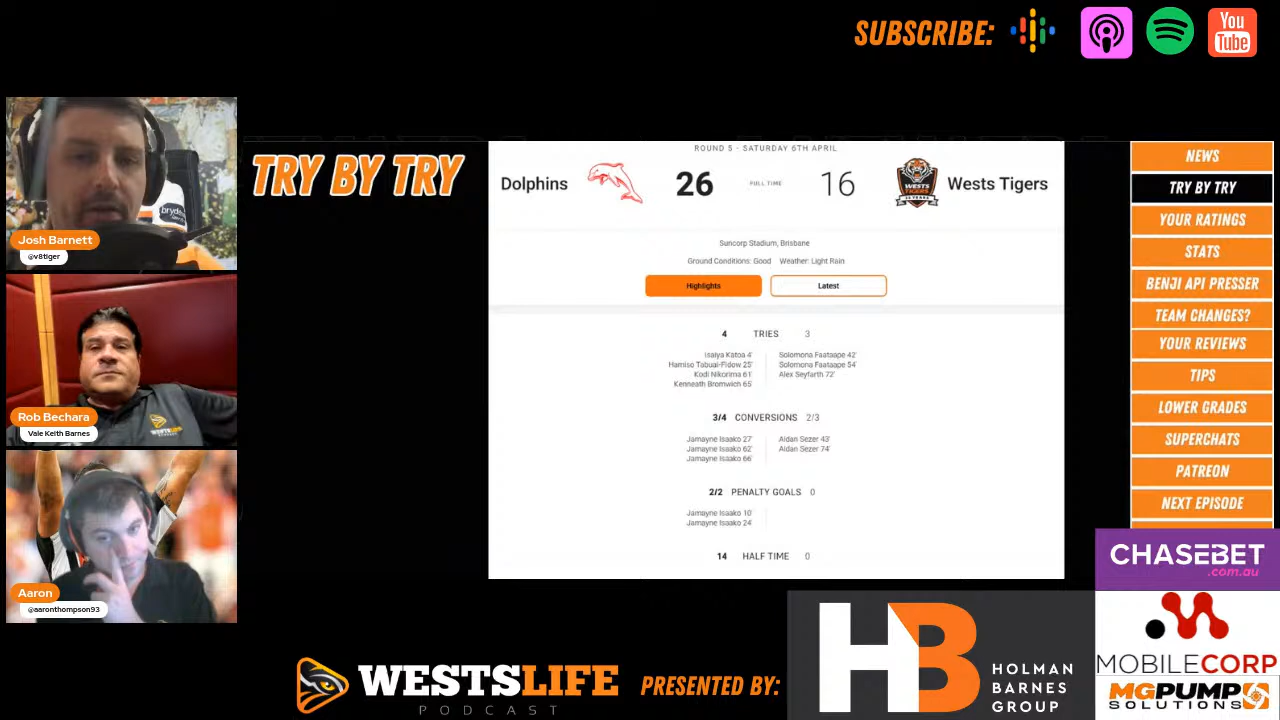 SUBSCRIBE:
You
Tube
Josh Barnett
@v8tiger
Rob Bechara
Vale Keith Barnes
WESTSLIFE
Aaron
@aaronthompson93
TRY BY TRY
ROUND 5 - SATURDAY 6TH APRIL
Dolphins 26 FULL TIME 16 Wests Tigers
WESTS
TIGERS
Suncorp Stadium, Brisbane
Ground Conditions: Good Weather: Light Rain
Highlights Latest
4 TRIES 3
Isaiya Katoa 4' Solomona Faataape 42'
Hamiso Tabuai-Fidow 25' Solomona Faataape 54'
Kodi Nikorima 61' Alex Seyfarth 72'
Kenneath Bromwich 65'
3/4 CONVERSIONS 2/3
Jamayne Isaako 27' Aidan Sezer 43'
Jamayne Isaako 62' Aidan Sezer 74'
Jamayne Isaako 66'
2/2 PENALTY GOALS 0
Jamayne Isaako 10'
Jamayne Isaako 24'
14 HALF TIME 0
NEWS
TRY BY TRY
YOUR RATINGS
STATS
BENJI API PRESSER
TEAM CHANGES?
YOUR REVIEWS
TIPS
LOWER GRADES
SUPERCHATS
PATREON
NEXT EPISODE
CHASEBET
.com.au
WESTSLIFE
PODCAST
PRESENTED BY:
HB
HOLMAN
BARNES
GROUP
MOBILECORP
MGPUMP
SOLUTIONS